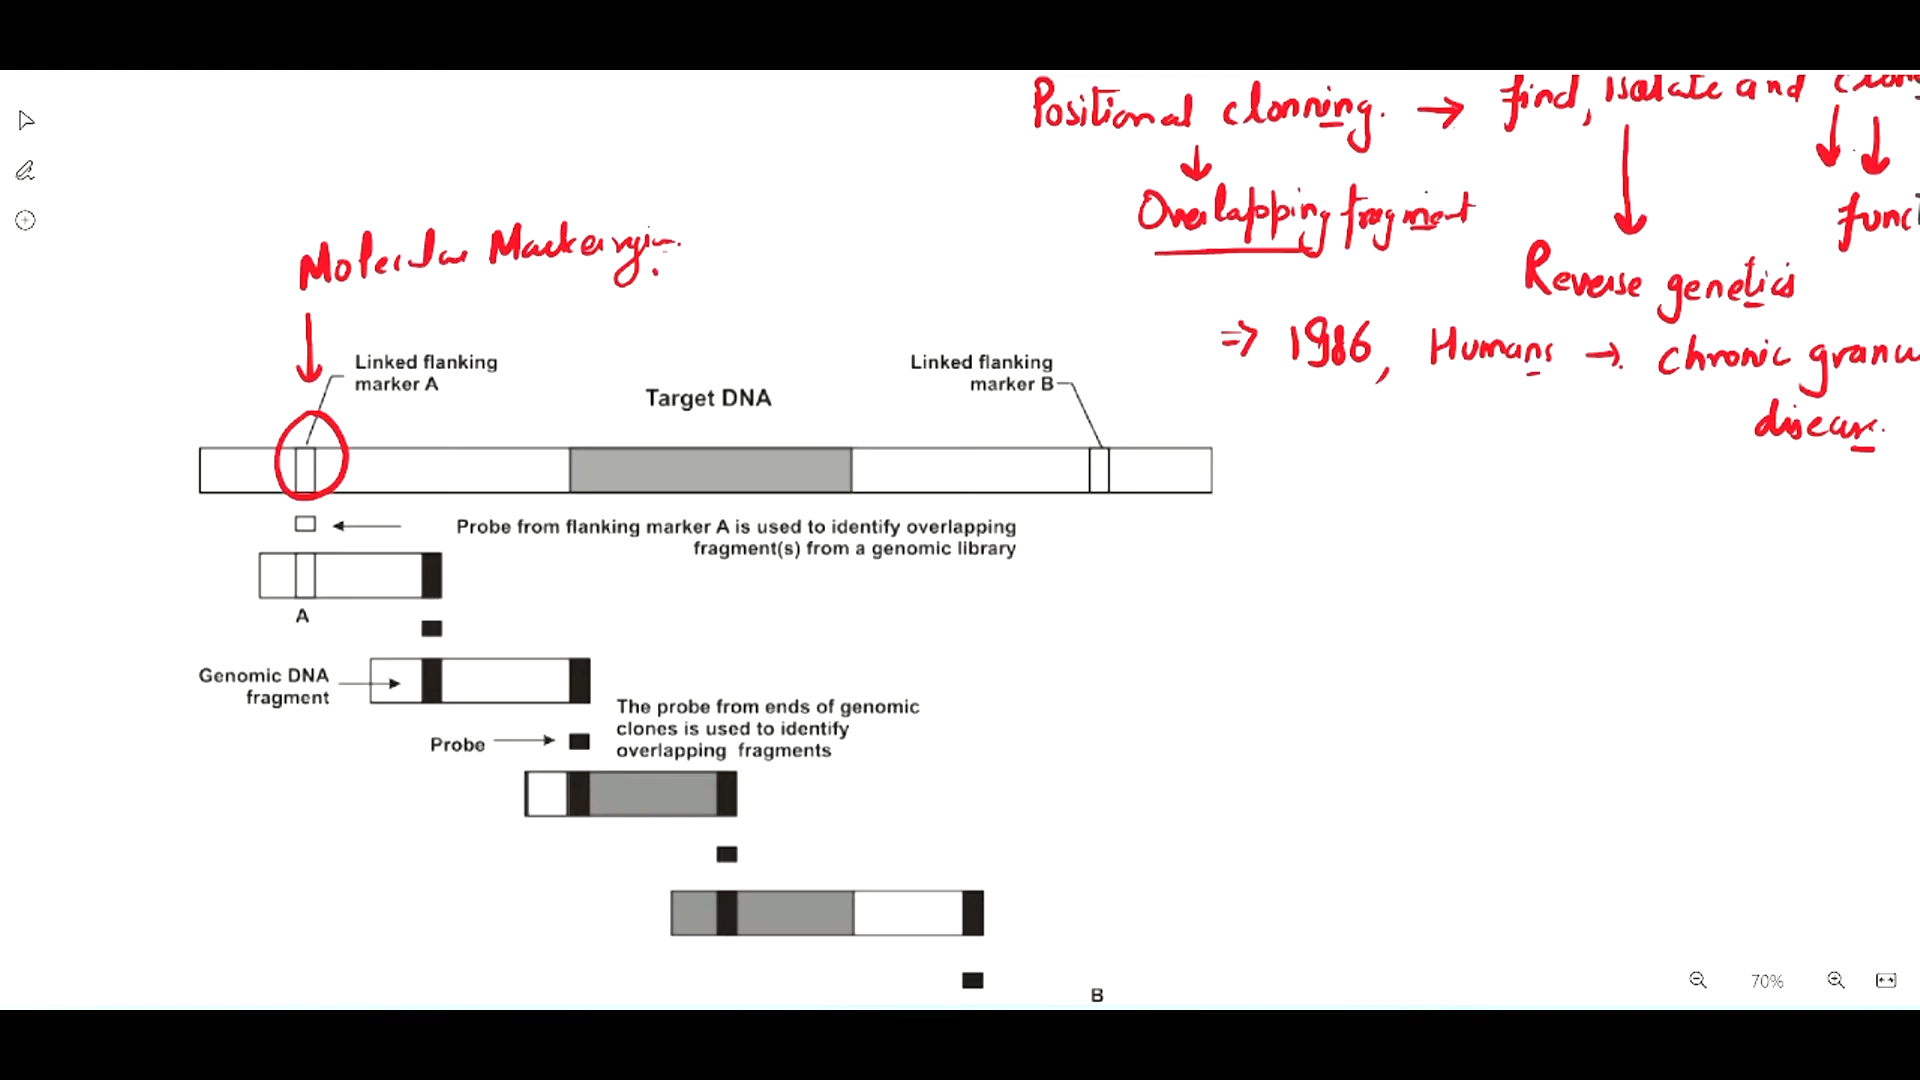 Positional clonning. → find, isolate and
Overlapping fragment
Molecular
Reverse genetics
⇒ 1986, Humans → chronic
disease.
Linked flanking
marker A
Linked flanking
marker B
Target DNA
Probe from flanking marker A is used to identify overlapping
fragment(s) from a genomic library
A
Genomic DNA
fragment
The probe from ends of genomic
clones is used to identify
overlapping fragments
Probe
B
70%